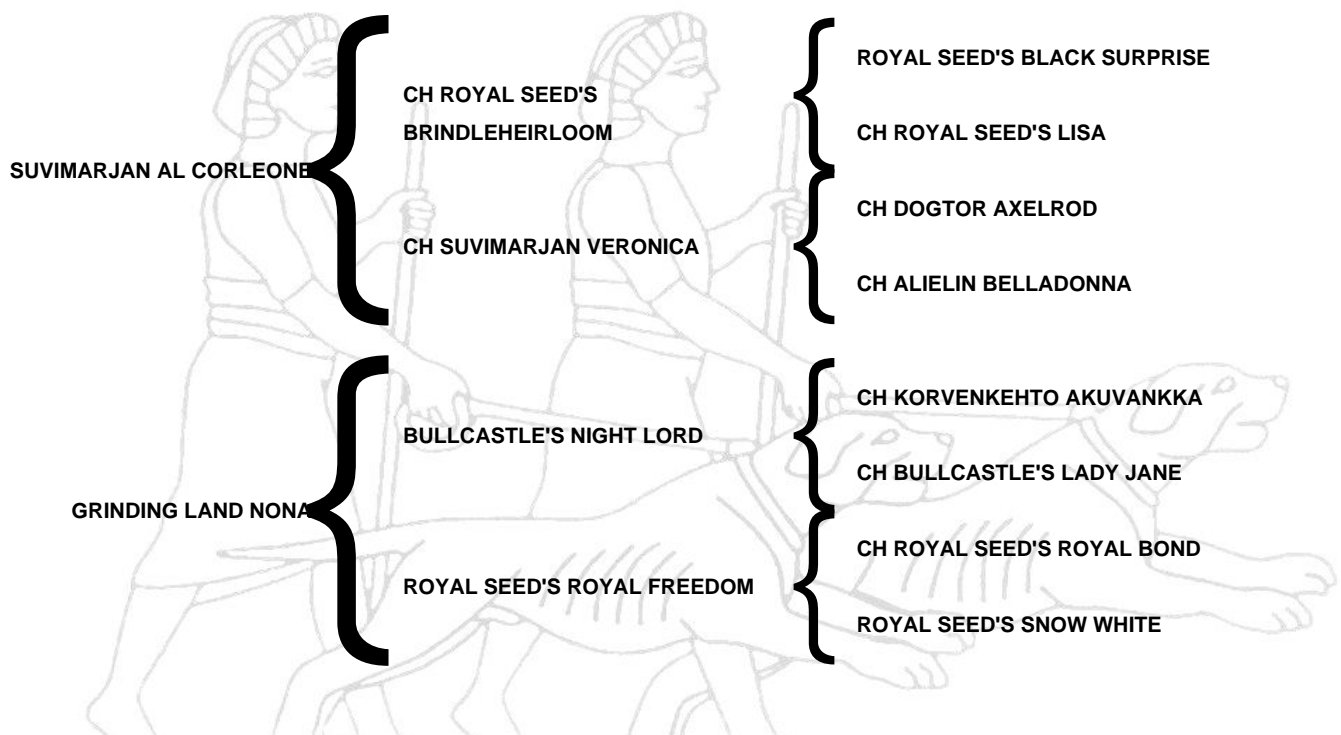 ROYAL SEED'S BLACK SURPRISE
CH ROYAL SEED'S
BRINDLEHEIRLOOM
CH ROYAL SEED'S LISA
SUVIMARJAN AL CORLEONE
CH DOGTOR AXELROD
CH SUVIMARJAN VERONICA
CH ALIELIN BELLADONNA
CH KORVENKEHTO AKUVANKKA
BULLCASTLE'S NIGHT LORD
CH BULLCASTLE'S LADY JANE
GRINDING LAND NONA
CH ROYAL SEED'S ROYAL BOND
ROYAL SEED'S ROYAL FREEDOM
ROYAL SEED'S SNOW WHITE